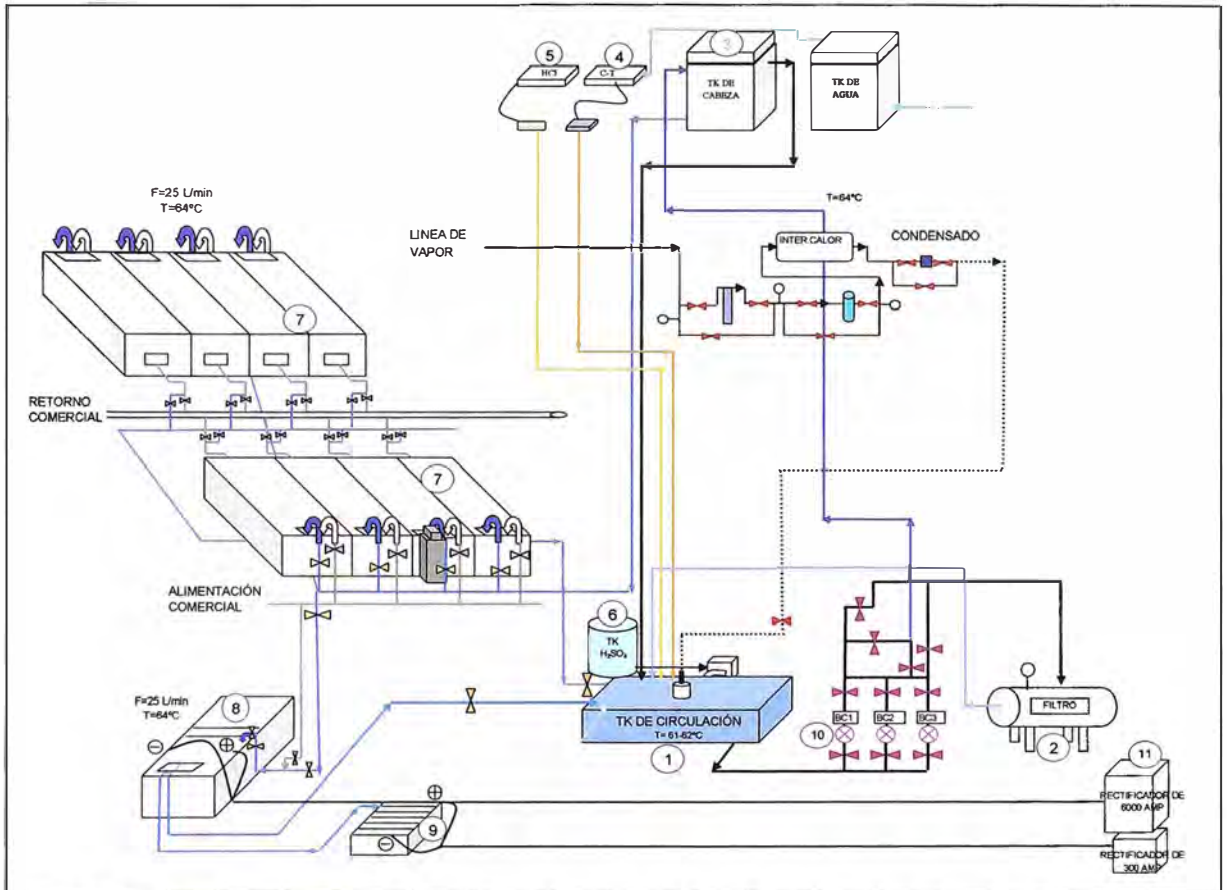 5
4
3
HCl
C-T
TK DE
CABEZA
TK DE
AGUA
F=25 L/min
T=64°C
T=64°C
LINEA DE
VAPOR
INTER.CALOR
CONDENSADO
7
RETORNO
COMERCIAL
7
ALIMENTACIÓN
COMERCIAL
6
TK
H₂SO₄
F=25 L/min
T=64°C
8
TK DE CIRCULACIÓN
T= 61-62°C
1
BC1
BC2
BC3
10
FILTRO
2
11
RECTIFICADOR DE
6000 AMP
RECTIFICADOR DE
300 AMP
9